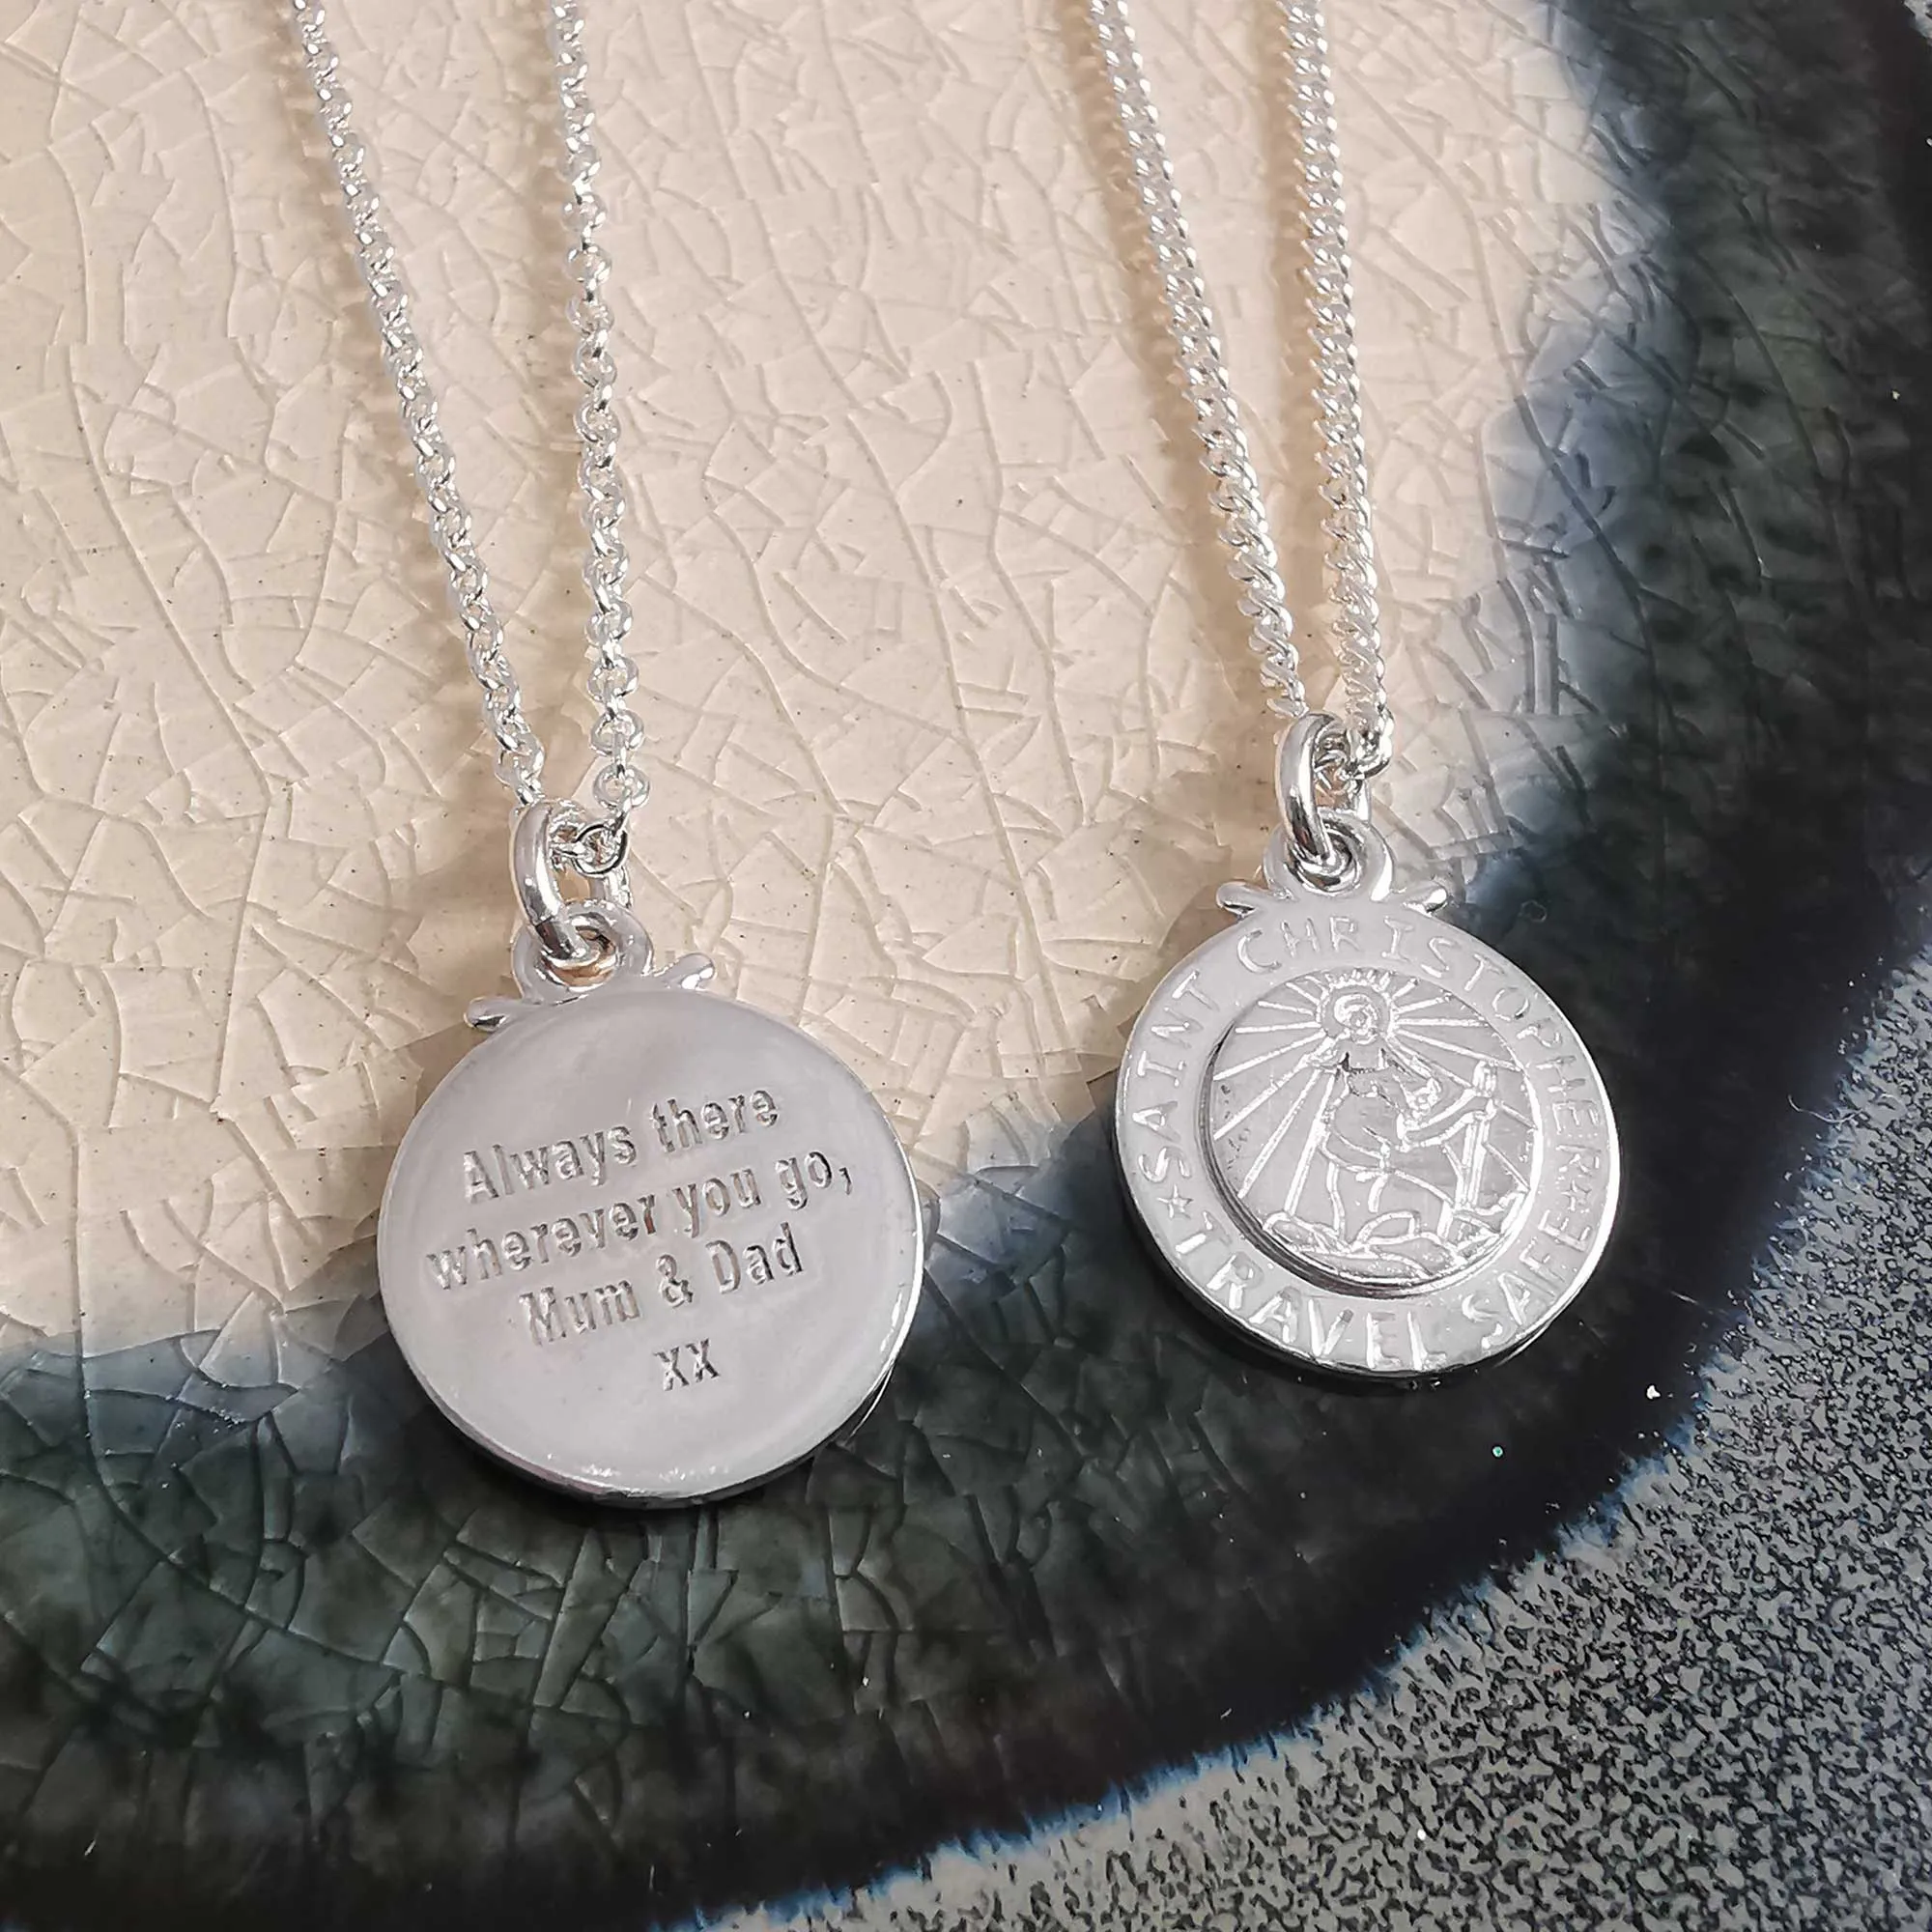 Always there
wherever you go,
Mum & Dad
xx
SAINT CHRISTOPHER
TRAVEL SAFE